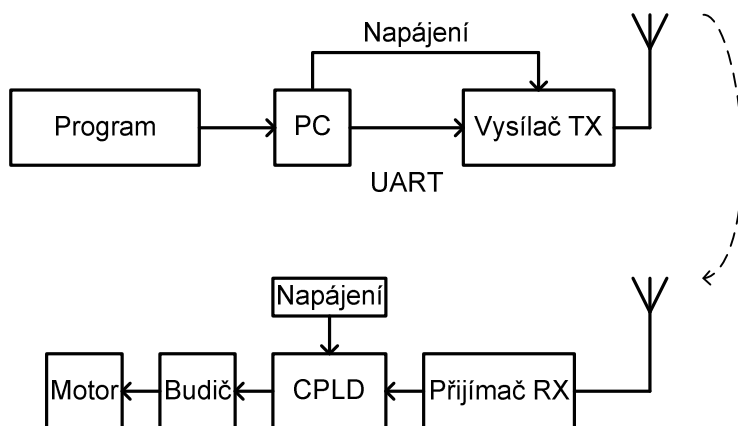 Napájení
Program
PC
Vysílač TX
UART
Napájení
Motor
Budič
CPLD
Přijímač RX